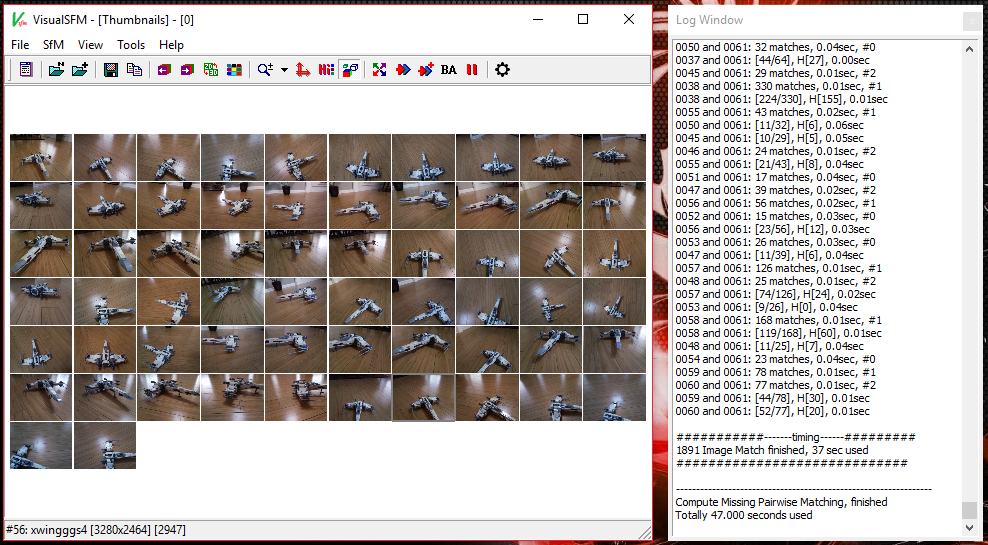 VisualSFM - [Thumbnails] - [0]
File SfM View Tools Help
BA
#56: xwingggs4 [3280x2464] [2947]
Log Window
0050 and 0061: 32 matches, 0.04sec, #0
0037 and 0061: [44/64], H[27], 0.00sec
0045 and 0061: 29 matches, 0.01sec, #2
0038 and 0061: 330 matches, 0.01sec, #1
0038 and 0061: [224/330], H[155], 0.01sec
0055 and 0061: 43 matches, 0.02sec, #1
0050 and 0061: [11/32], H[6], 0.06sec
0045 and 0061: [10/29], H[5], 0.05sec
0046 and 0061: 24 matches, 0.01sec, #2
0055 and 0061: [21/43], H[8], 0.04sec
0051 and 0061: 17 matches, 0.04sec, #0
0047 and 0061: 39 matches, 0.02sec, #2
0056 and 0061: 56 matches, 0.02sec, #1
0052 and 0061: 15 matches, 0.03sec, #0
0056 and 0061: [23/56], H[12], 0.03sec
0053 and 0061: 26 matches, 0.03sec, #0
0047 and 0061: [11/39], H[6], 0.04sec
0057 and 0061: 126 matches, 0.01sec, #1
0048 and 0061: 25 matches, 0.01sec, #2
0057 and 0061: [74/126], H[24], 0.02sec
0053 and 0061: [9/26], H[0], 0.04sec
0058 and 0061: 168 matches, 0.01sec, #1
0058 and 0061: [119/168], H[60], 0.01sec
0048 and 0061: [11/25], H[7], 0.04sec
0054 and 0061: 23 matches, 0.04sec, #0
0059 and 0061: 78 matches, 0.01sec, #1
0060 and 0061: 77 matches, 0.01sec, #2
0059 and 0061: [44/78], H[30], 0.01sec
0060 and 0061: [52/77], H[20], 0.01sec
###########-------timing------#########
1891 Image Match finished, 37 sec used
#############################
----------------------------------------------------------------
Compute Missing Pairwise Matching, finished
Totally 47.000 seconds used